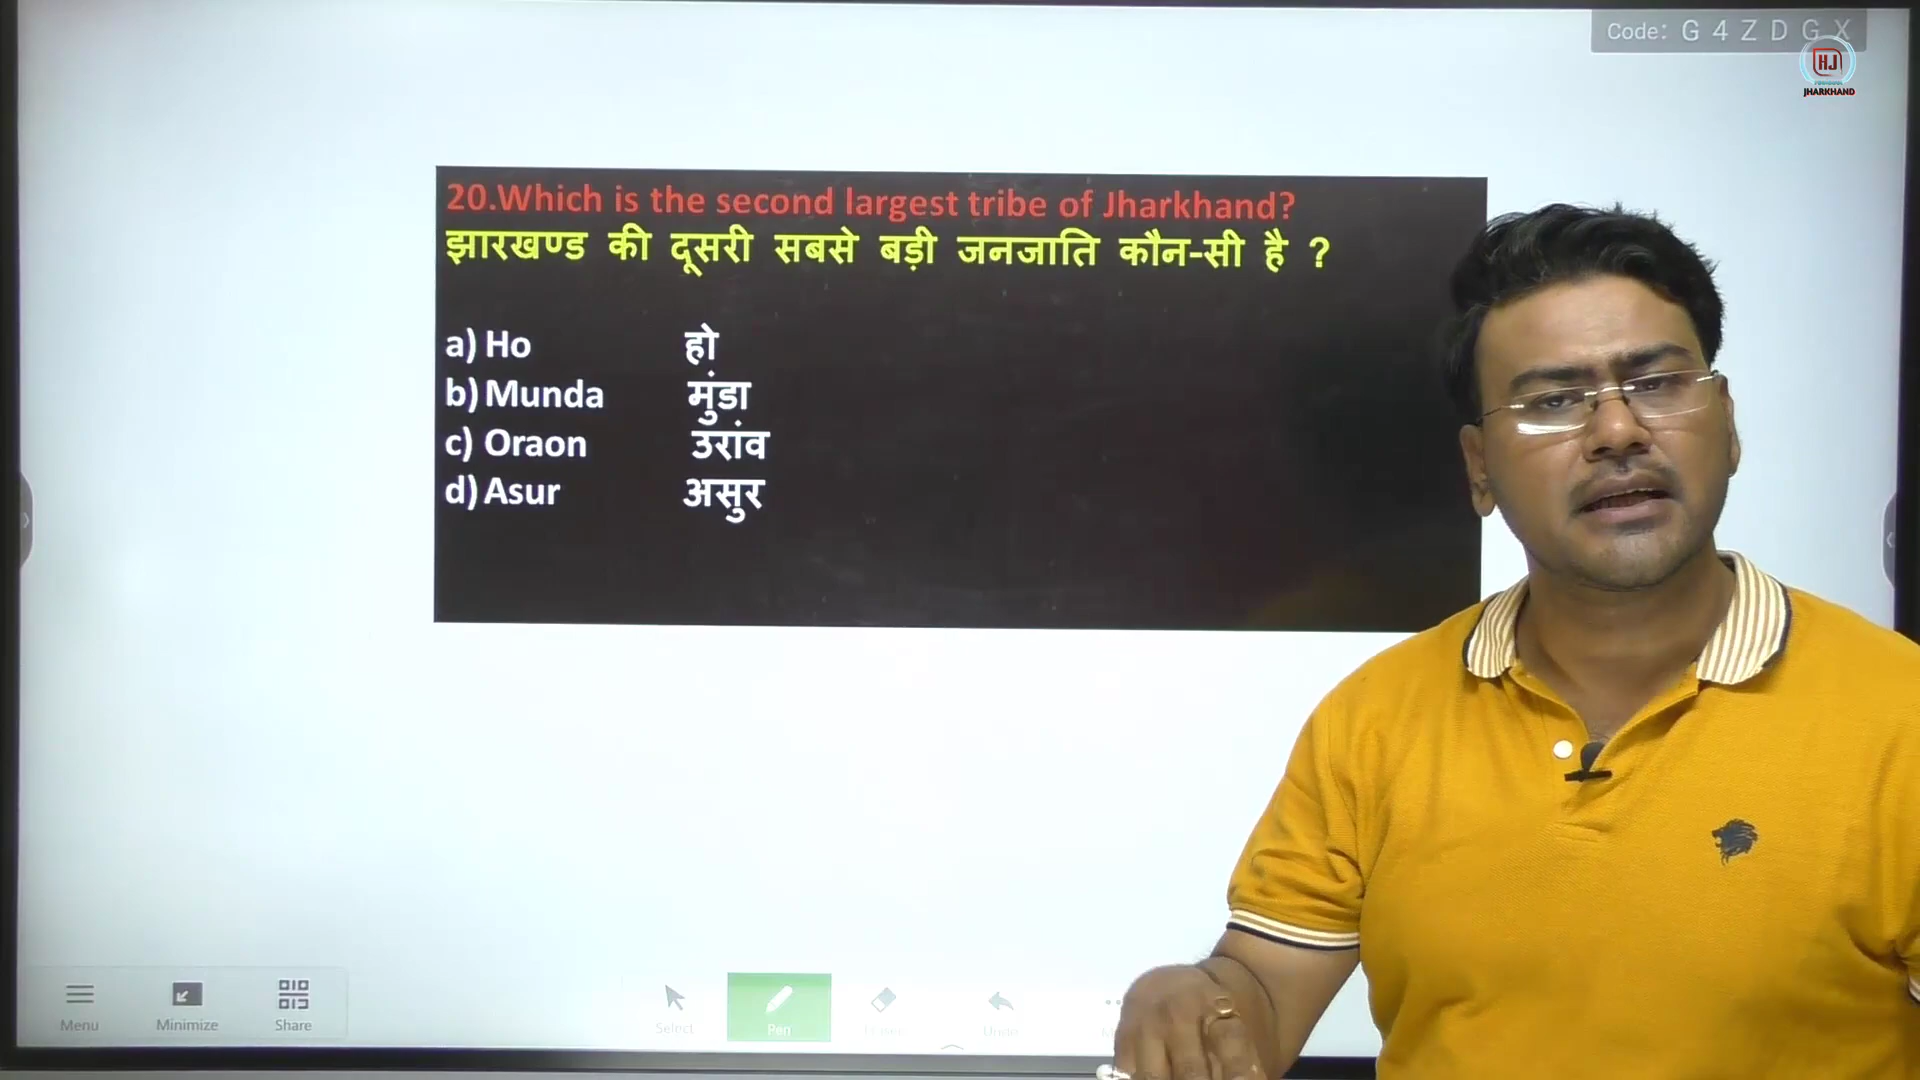 Code: G 4 Z D G X
HJ
JHARKHAND
20.Which is the second largest tribe of Jharkhand?
झारखण्ड की दूसरी सबसे बड़ी जनजाति कौन-सी है ?
a) Ho हो
b) Munda मुंडा
c) Oraon उरांव
d) Asur असुर
Menu Minimize Share Select Pen Undo